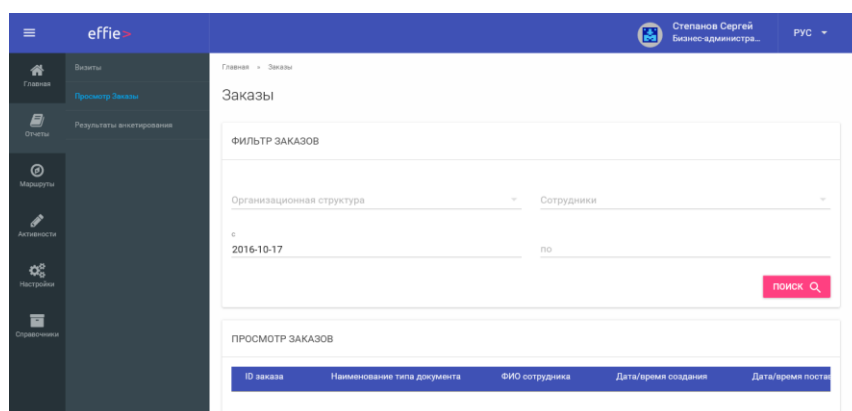 effie>
Степанов Сергей
Бизнес-администра...
РУС
Главная
Отчеты
Маршруты
Активности
Настройки
Справочники
Визиты
Просмотр Заказы
Результаты анкетирования
Главная » Заказы
Заказы
ФИЛЬТР ЗАКАЗОВ
Организационная структура
Сотрудники
с
2016-10-17
по
ПОИСК
ПРОСМОТР ЗАКАЗОВ
ID заказа Наименование типа документа ФИО сотрудника Дата/время создания Дата/время постав